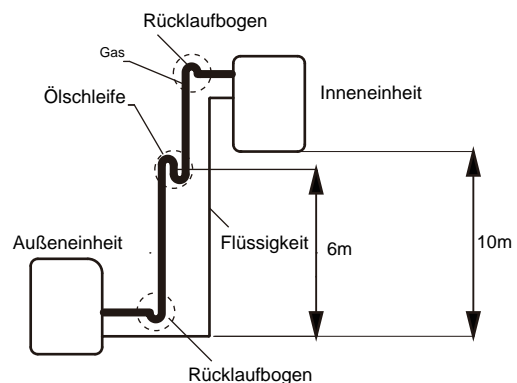 Rücklaufbogen
Gas
Inneneinheit
Ölschleife
Außeneinheit
Flüssigkeit
6m
10m
Rücklaufbogen